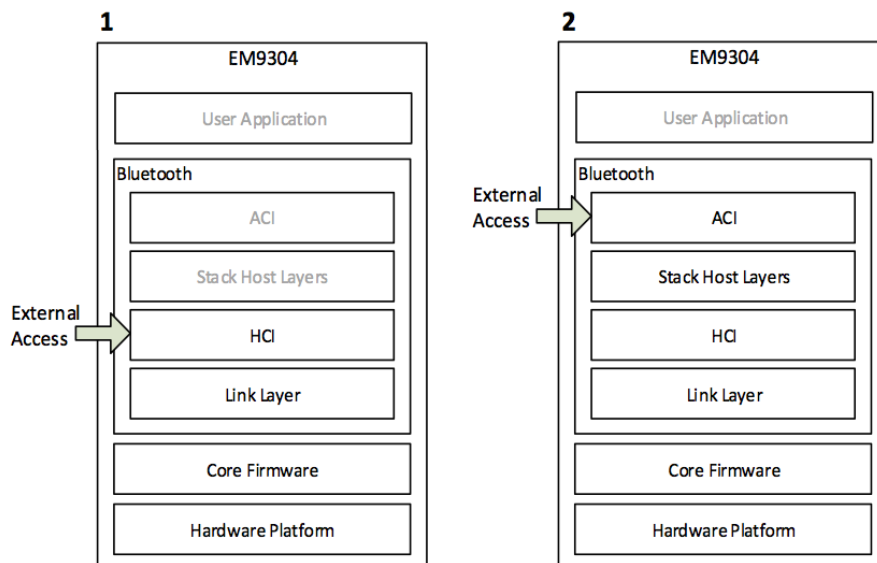 1
EM9304
User Application
Bluetooth
ACI
Stack Host Layers
External
Access
HCI
Link Layer
Core Firmware
Hardware Platform
2
EM9304
User Application
Bluetooth
External
Access
ACI
Stack Host Layers
HCI
Link Layer
Core Firmware
Hardware Platform